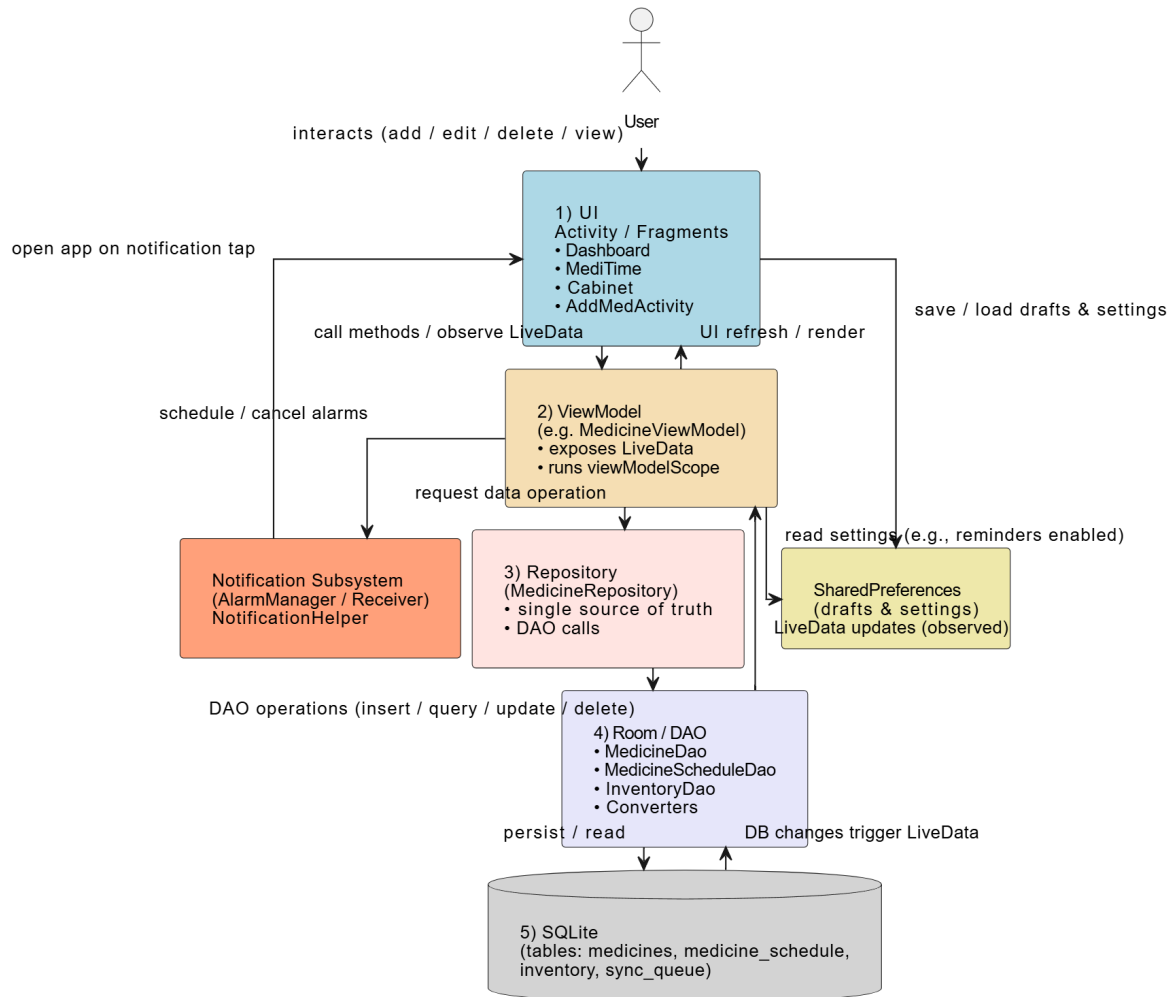 User
interacts (add / edit / delete / view)
1) UI
Activity / Fragments
• Dashboard
• MediTime
• Cabinet
• AddMedActivity
open app on notification tap
save / load drafts & settings
call methods / observe LiveData
UI refresh / render
schedule / cancel alarms
2) ViewModel
(e.g. MedicineViewModel)
• exposes LiveData
• runs viewModelScope
request data operation
read settings (e.g., reminders enabled)
Notification Subsystem
(AlarmManager / Receiver)
NotificationHelper
3) Repository
(MedicineRepository)
• single source of truth
• DAO calls
SharedPreferences
(drafts & settings)
LiveData updates (observed)
DAO operations (insert / query / update / delete)
4) Room / DAO
• MedicineDao
• MedicineScheduleDao
• InventoryDao
• Converters
persist / read
DB changes trigger LiveData
5) SQLite
(tables: medicines, medicine_schedule,
inventory, sync_queue)